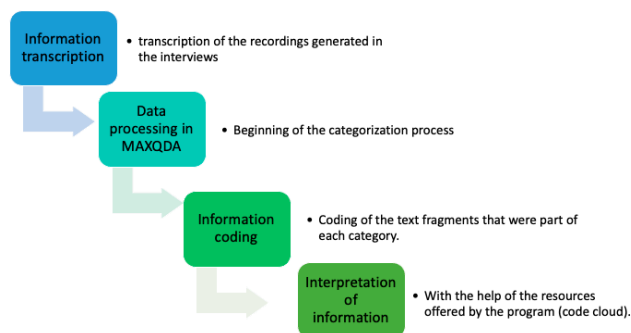 Information
transcription
• transcription of the recordings generated in
the interviews
Data
processing in
MAXQDA
• Beginning of the categorization process
Information
coding
• Coding of the text fragments that were part of
each category.
Interpretation
of
information
• With the help of the resources
offered by the program (code cloud).